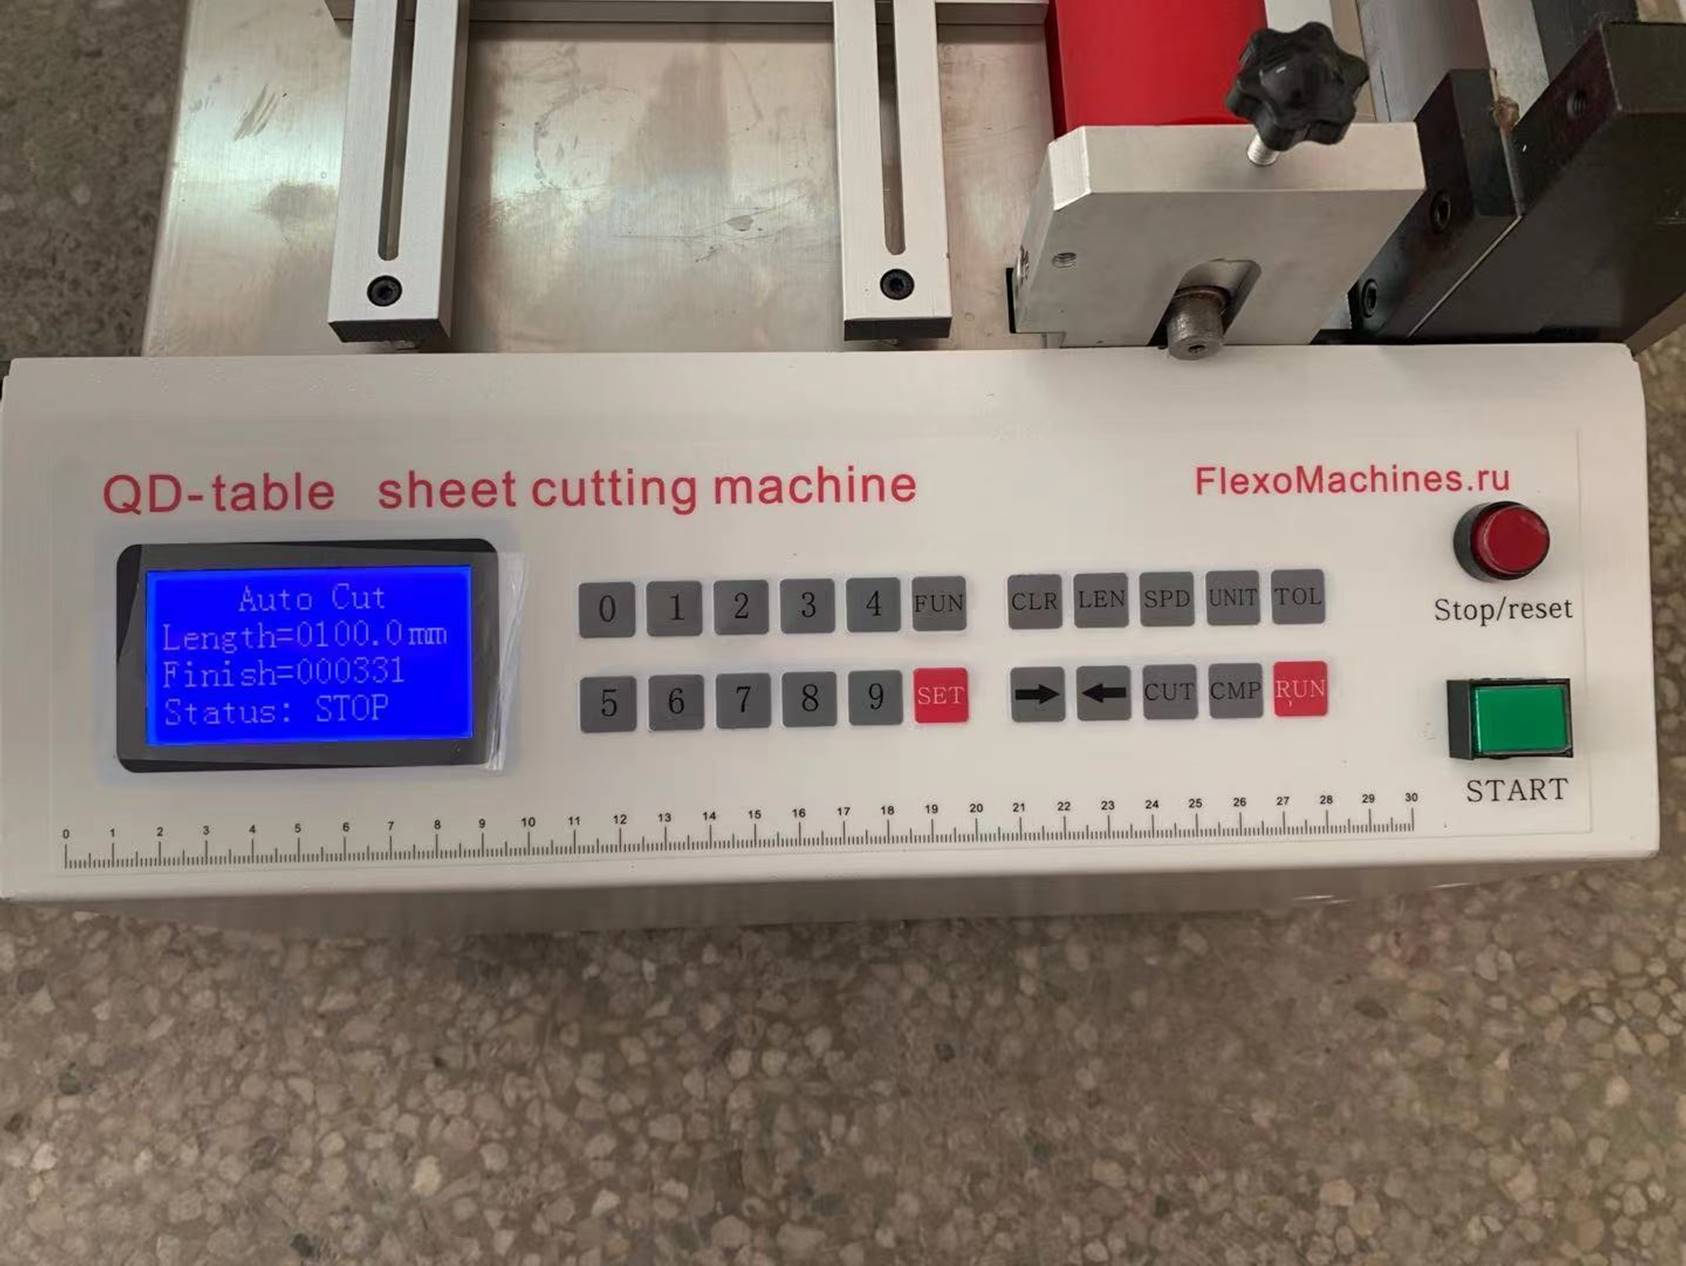 QD-table sheet cutting machine
FlexoMachines.ru
Auto Cut
Length=0100.0mm
Finish=000331
Status: STOP
0 1 2 3 4 FUN CLR LEN SPD UNIT TOL
5 6 7 8 9 SET → ← CUT CMP RUN
Stop/reset
START
0 1 2 3 4 5 6 7 8 9 10 11 12 13 14 15 16 17 18 19 20 21 22 23 24 25 26 27 28 29 30